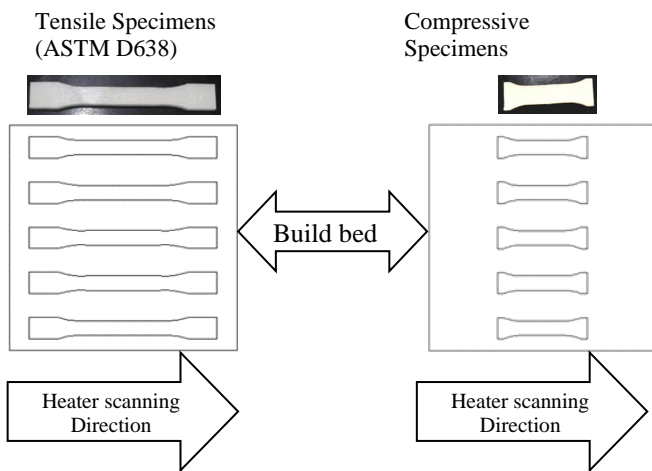 Tensile Specimens
(ASTM D638)
Compressive
Specimens
Build bed
Heater scanning
Direction
Heater scanning
Direction